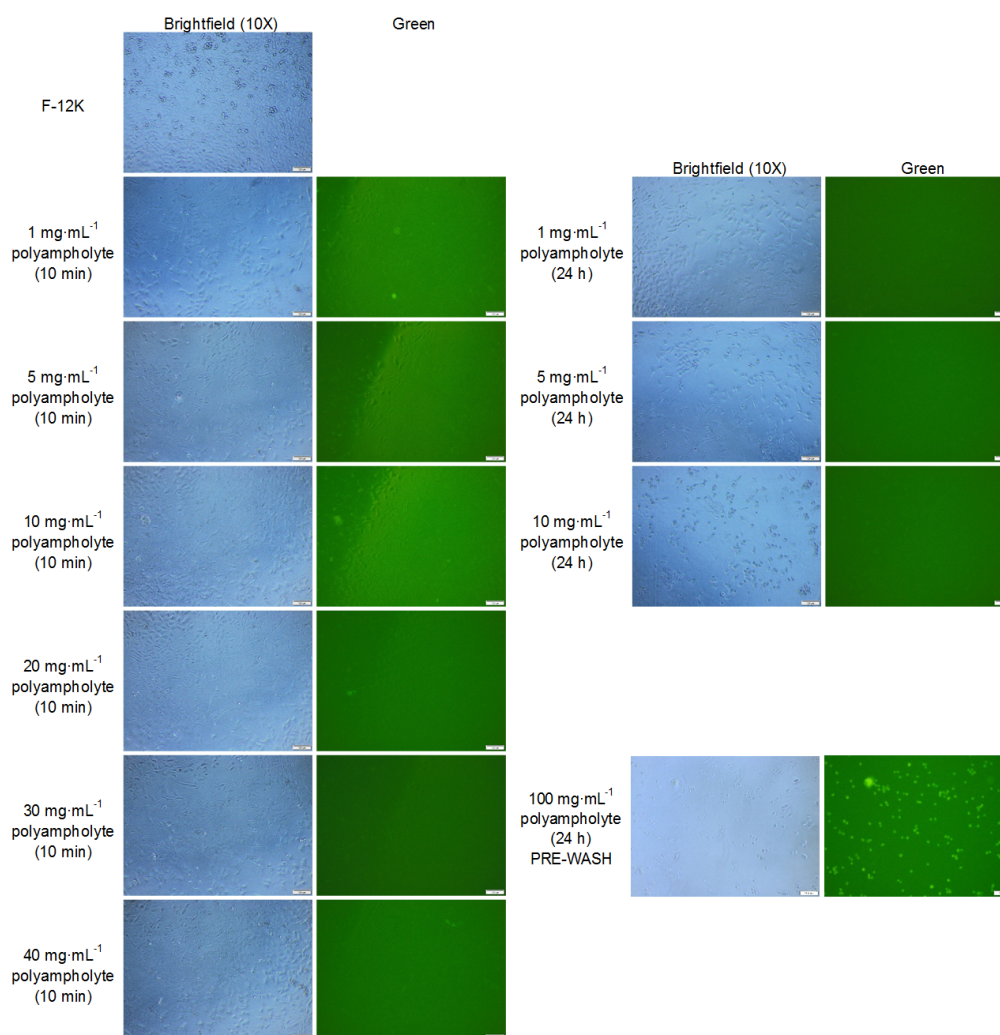 Brightfield (10X)
Green
F-12K
1 mg·mL⁻¹
polyampholyte
(10 min)
5 mg·mL⁻¹
polyampholyte
(10 min)
10 mg·mL⁻¹
polyampholyte
(10 min)
20 mg·mL⁻¹
polyampholyte
(10 min)
30 mg·mL⁻¹
polyampholyte
(10 min)
40 mg·mL⁻¹
polyampholyte
(10 min)
Brightfield (10X)
Green
1 mg·mL⁻¹
polyampholyte
(24 h)
5 mg·mL⁻¹
polyampholyte
(24 h)
10 mg·mL⁻¹
polyampholyte
(24 h)
100 mg·mL⁻¹
polyampholyte
(24 h)
PRE-WASH